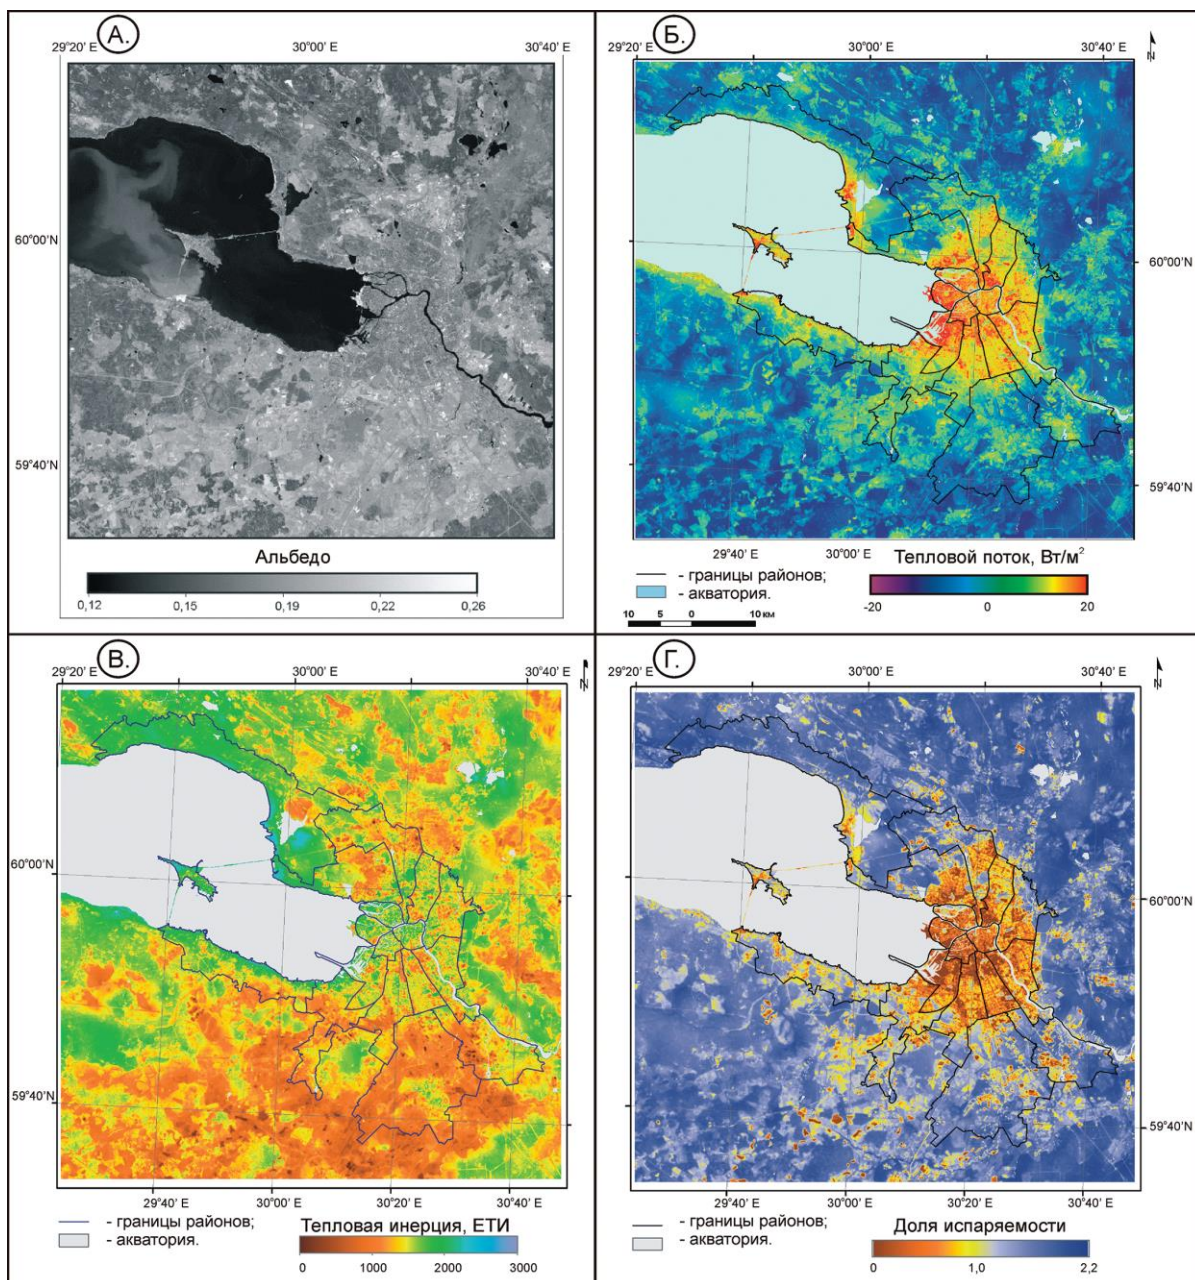 А.
29°20' E 30°00' E 30°40' E
60°00'N
59°40'N
Альбедо
0,12 0,15 0,19 0,22 0,26
Б.
29°20' E 30°00' E 30°40' E
N
60°00'N
59°40'N
29°40' E 30°00' E
Тепловой поток, Вт/м²
- границы районов;
- акватория.
-20 0 20
10 5 0 10 км
В.
29°20' E 30°00' E 30°40' E
N
60°00'N
59°40'N
29°40' E 30°00' E 30°20' E 30°40' E
- границы районов;
- акватория.
Тепловая инерция, ЕТИ
0 1000 2000 3000
Г.
29°20' E 30°00' E 30°40' E
N
60°00'N
59°40'N
29°40' E 30°00' E 30°20' E 30°40' E
- границы районов;
- акватория.
Доля испаряемости
0 1,0 2,2